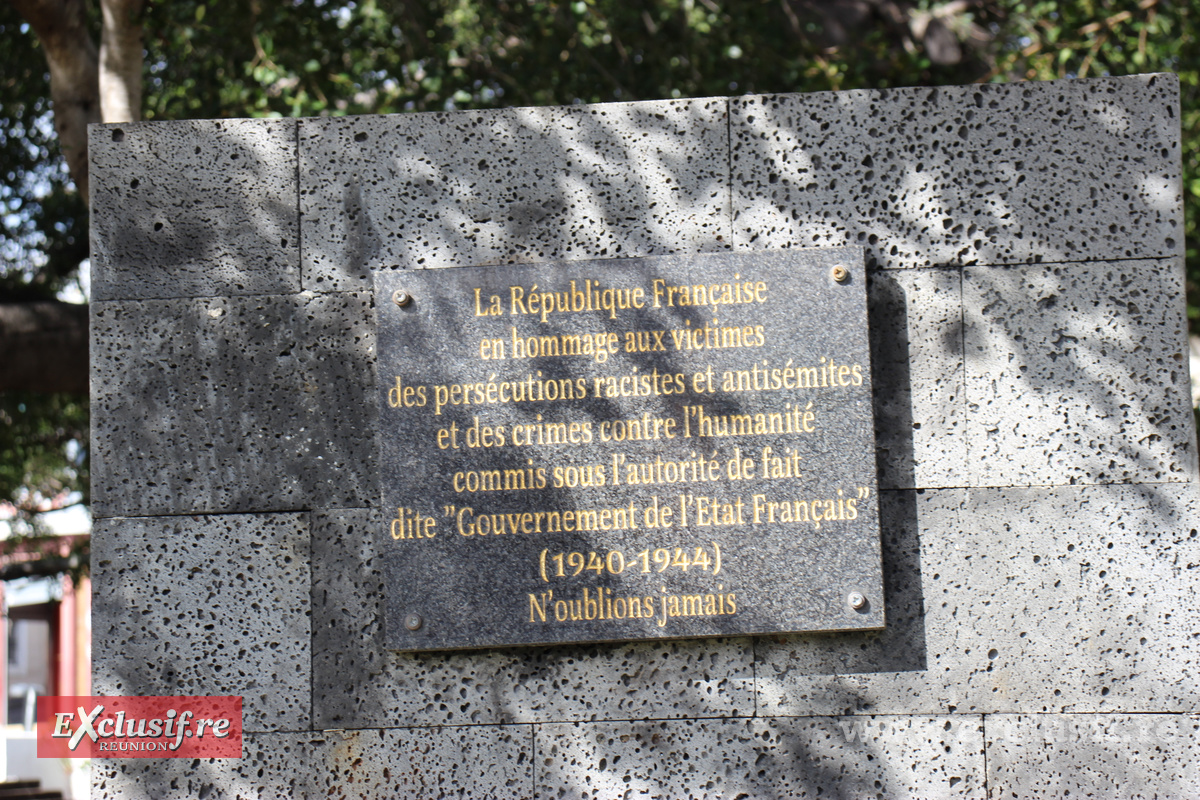 La République Française
en hommage aux victimes
des persécutions racistes et antisémites
et des crimes contre l'humanité
commis sous l'autorité de fait
dite "Gouvernement de l'Etat Français"
(1940-1944)
N'oublions jamais
EXclusif.re
REUNION